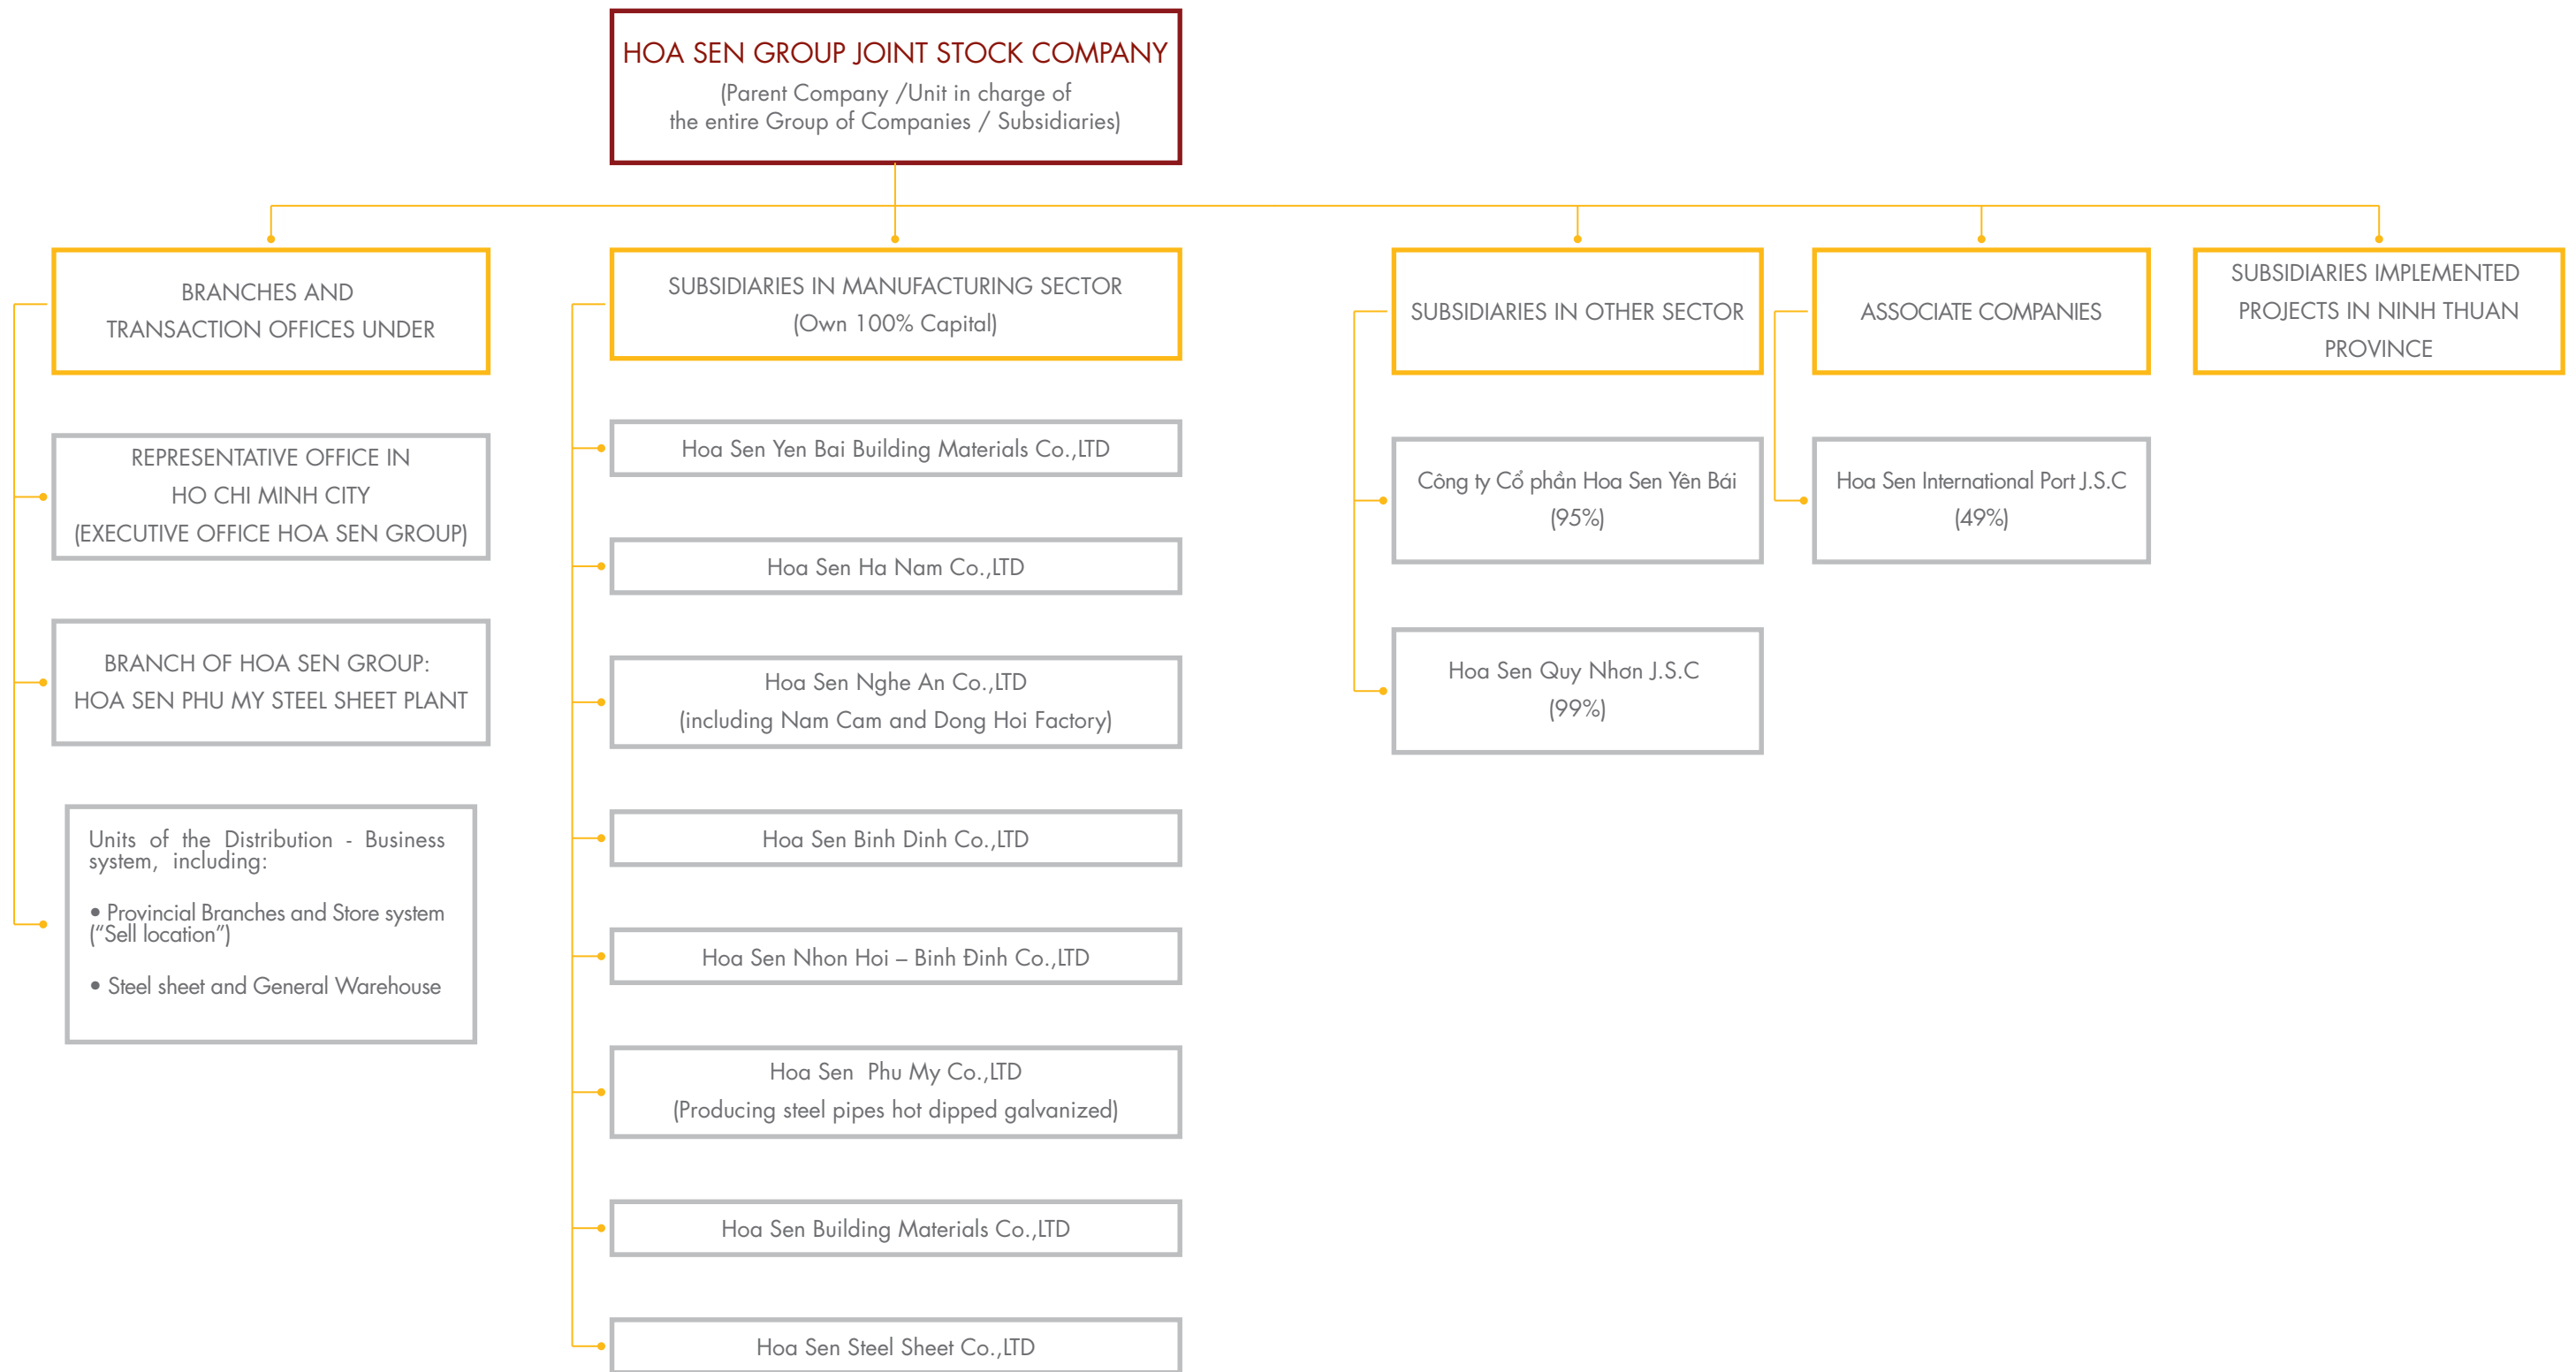 HOA SEN GROUP JOINT STOCK COMPANY
(Parent Company /Unit in charge of
the entire Group of Companies / Subsidiaries)
BRANCHES AND
TRANSACTION OFFICES UNDER
REPRESENTATIVE OFFICE IN
HO CHI MINH CITY
(EXECUTIVE OFFICE HOA SEN GROUP)
BRANCH OF HOA SEN GROUP:
HOA SEN PHU MY STEEL SHEET PLANT
Units of the Distribution - Business
system, including:
• Provincial Branches and Store system
(“Sell location”)
• Steel sheet and General Warehouse
SUBSIDIARIES IN MANUFACTURING SECTOR
(Own 100% Capital)
Hoa Sen Yen Bai Building Materials Co.,LTD
Hoa Sen Ha Nam Co.,LTD
Hoa Sen Nghe An Co.,LTD
(including Nam Cam and Dong Hoi Factory)
Hoa Sen Binh Dinh Co.,LTD
Hoa Sen Nhon Hoi – Binh Đinh Co.,LTD
Hoa Sen Phu My Co.,LTD
(Producing steel pipes hot dipped galvanized)
Hoa Sen Building Materials Co.,LTD
Hoa Sen Steel Sheet Co.,LTD
SUBSIDIARIES IN OTHER SECTOR
Công ty Cổ phần Hoa Sen Yên Bái
(95%)
Hoa Sen Quy Nhơn J.S.C
(99%)
ASSOCIATE COMPANIES
Hoa Sen International Port J.S.C
(49%)
SUBSIDIARIES IMPLEMENTED
PROJECTS IN NINH THUAN
PROVINCE